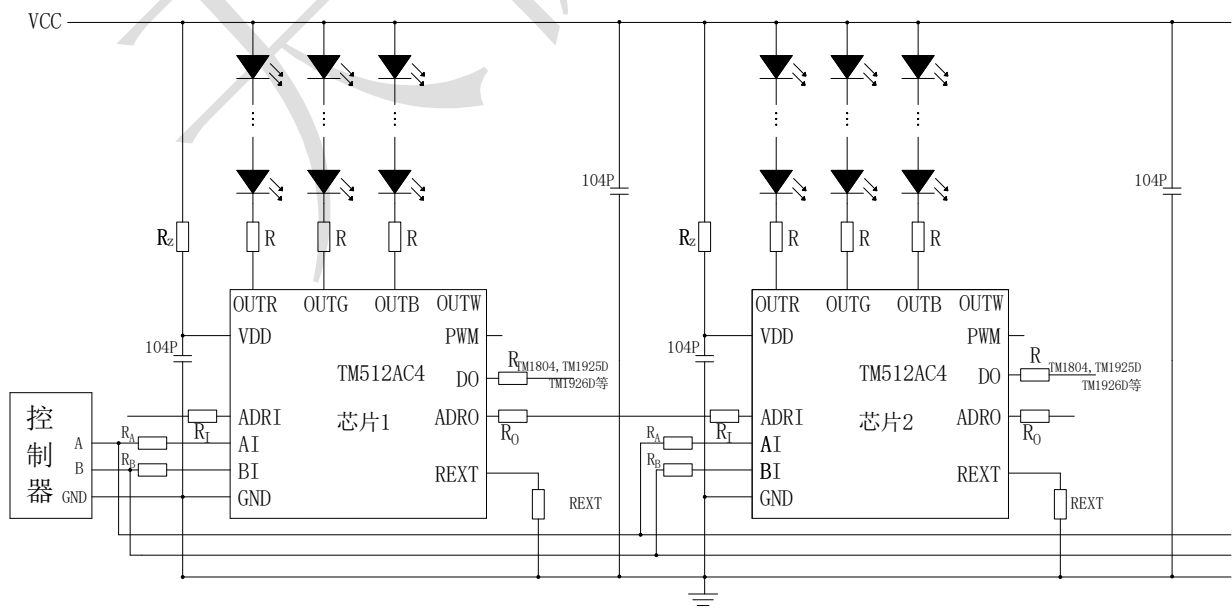 VCC
104P
104P
Rz
R
R
R
Rz
R
R
R
OUTR
OUTG
OUTB
OUTW
OUTR
OUTG
OUTB
OUTW
VDD
PWM
VDD
PWM
104P
104P
TM512AC4
DO
R
TM1804,TM1925D
TM1926D等
TM512AC4
DO
R
TM1804,TM1925D
TM1926D等
控制器
A
B
GND
RA
RB
RI
ADRI
芯片1
ADRO
RO
RI
ADRI
芯片2
ADRO
RO
AI
RA
AI
BI
REXT
RB
BI
REXT
GND
REXT
GND
REXT